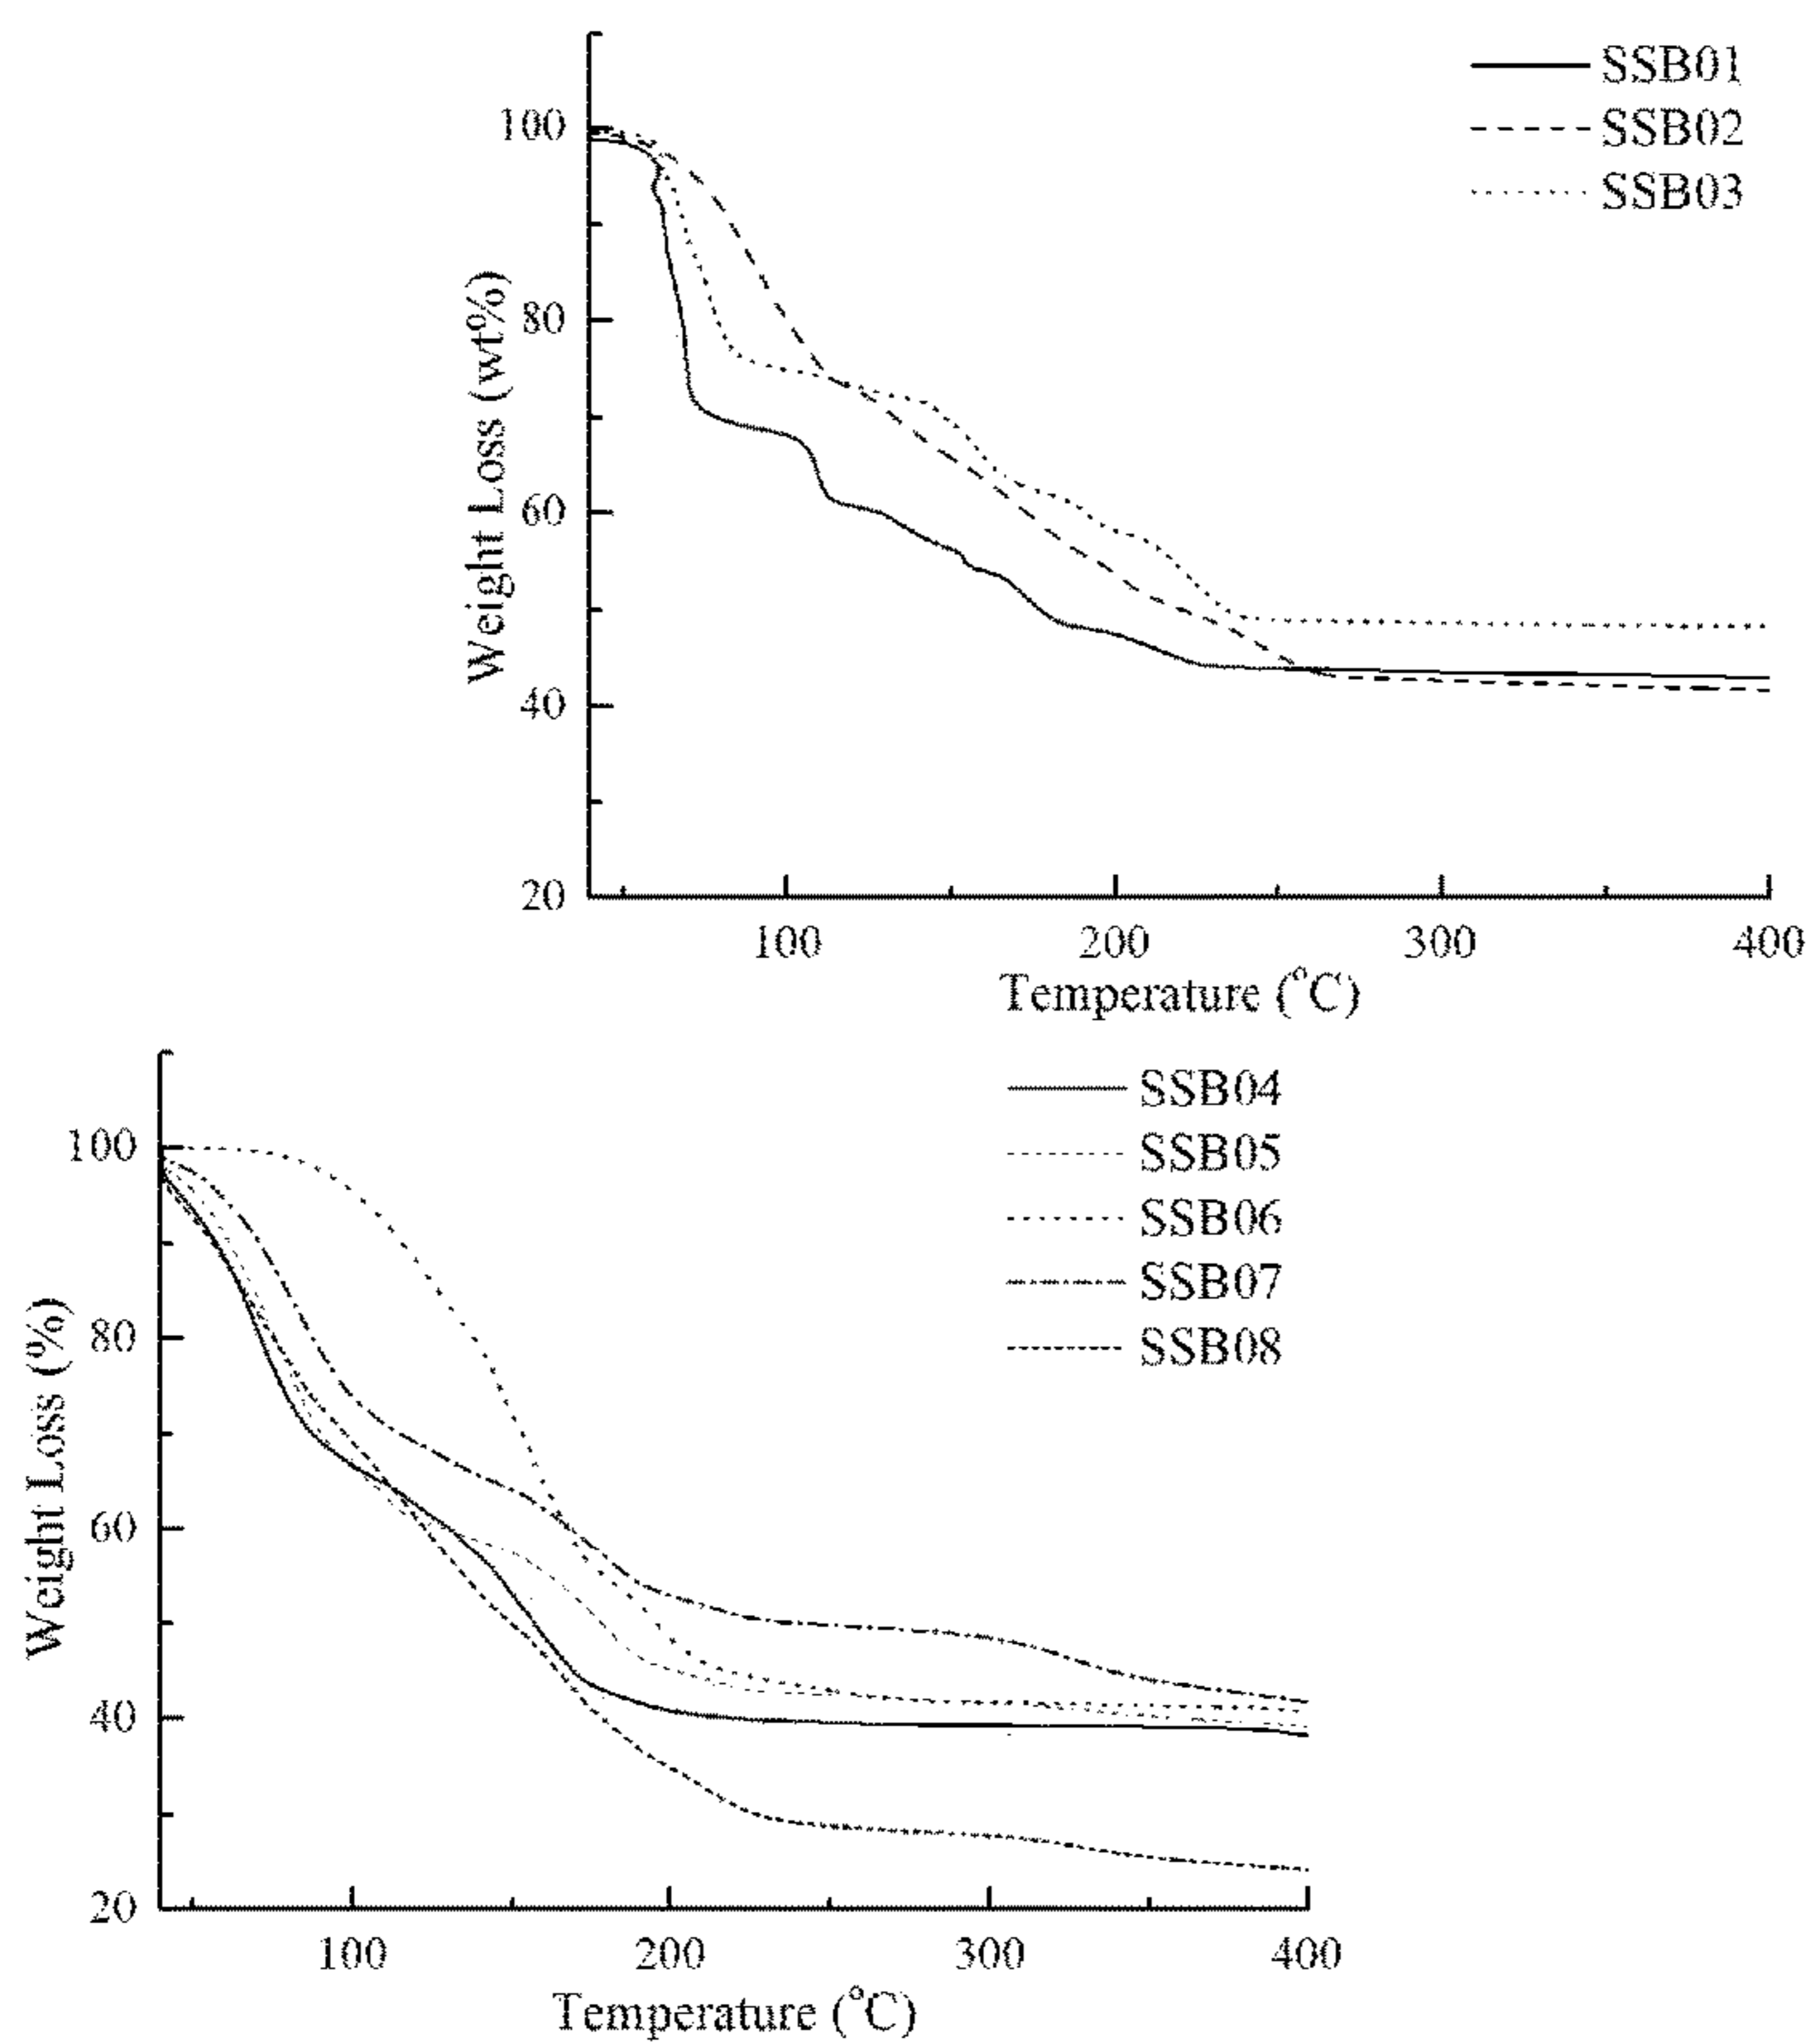 SSB01
SSB02
SSB03
Weight Loss (wt%)
100
80
60
40
20
100 200 300 400
Temperature (°C)
SSB04
SSB05
SSB06
SSB07
SSB08
Weight Loss (%)
100
80
60
40
20
100 200 300 400
Temperature (°C)